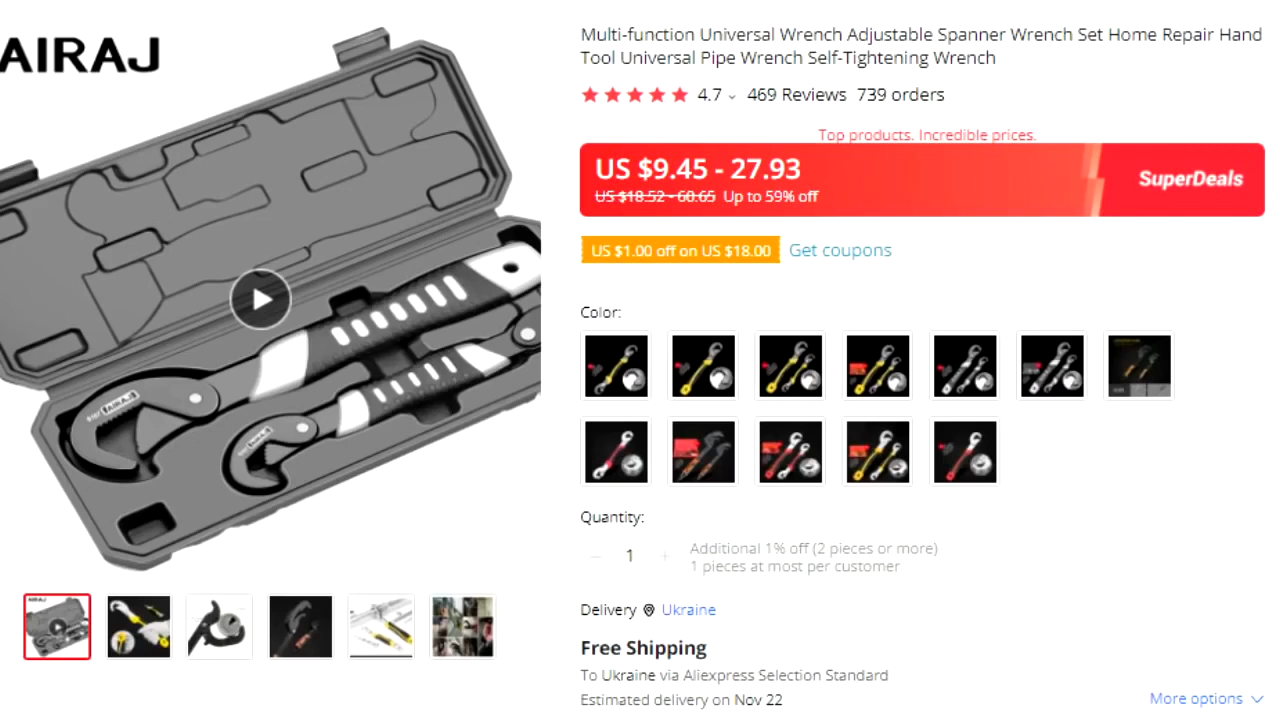 AIRAJ
Multi-function Universal Wrench Adjustable Spanner Wrench Set Home Repair Hand
Tool Universal Pipe Wrench Self-Tightening Wrench
4.7 469 Reviews 739 orders
Top products. Incredible prices.
US $9.45 - 27.93
US $18.52 - 60.65 Up to 59% off
SuperDeals
US $1.00 off on US $18.00 Get coupons
Color:
AIRAJ
AIRAJ
Quantity:
1
Additional 1% off (2 pieces or more)
1 pieces at most per customer
Delivery Ukraine
Free Shipping
To Ukraine via Aliexpress Selection Standard
Estimated delivery on Nov 22
More options